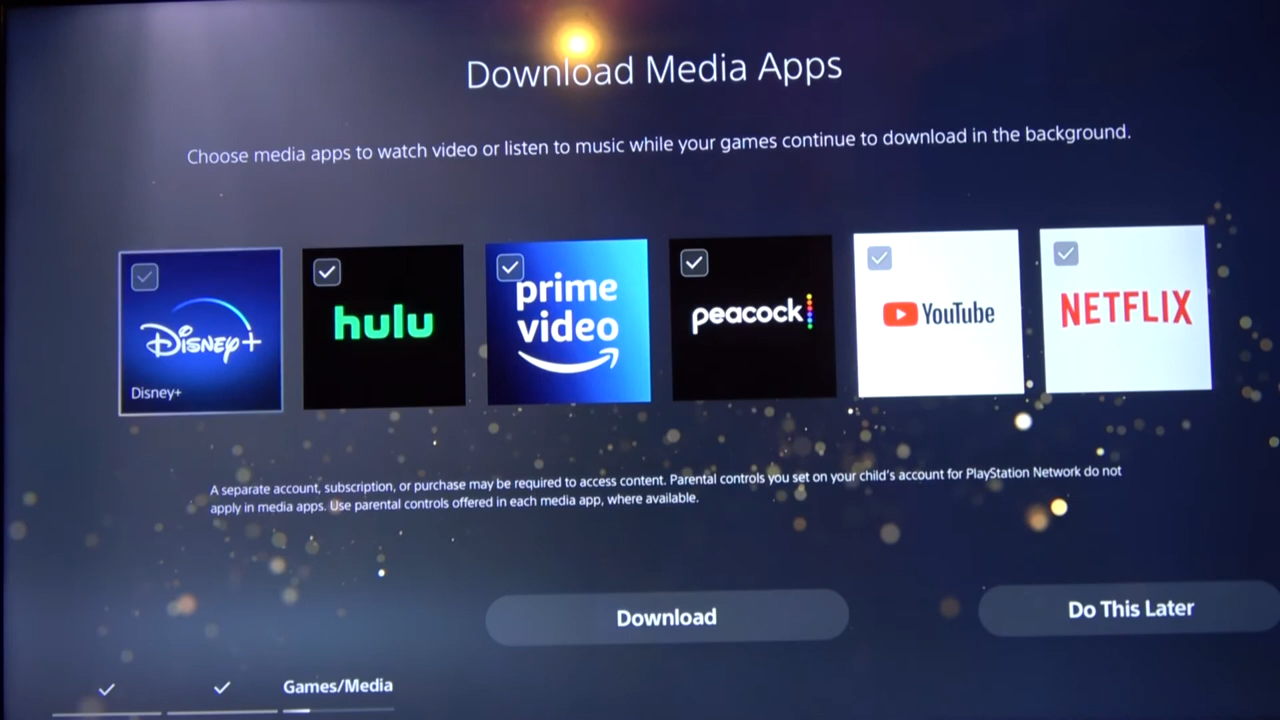 Download Media Apps
Choose media apps to watch video or listen to music while your games continue to download in the background.
Disney+
Disney+
hulu
prime
video
peacock
YouTube
NETFLIX
A separate account, subscription, or purchase may be required to access content. Parental controls you set on your child's account for PlayStation Network do not
apply in media apps. Use parental controls offered in each media app, where available.
Download
Do This Later
Games/Media